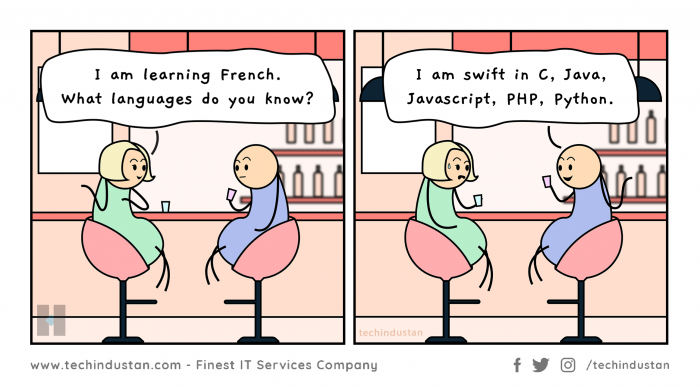 I am learning French.
What languages do you know?
I am swift in C, Java,
Javascript, PHP, Python.
H
techindustan
www.techindustan.com - Finest IT Services Company
/techindustan